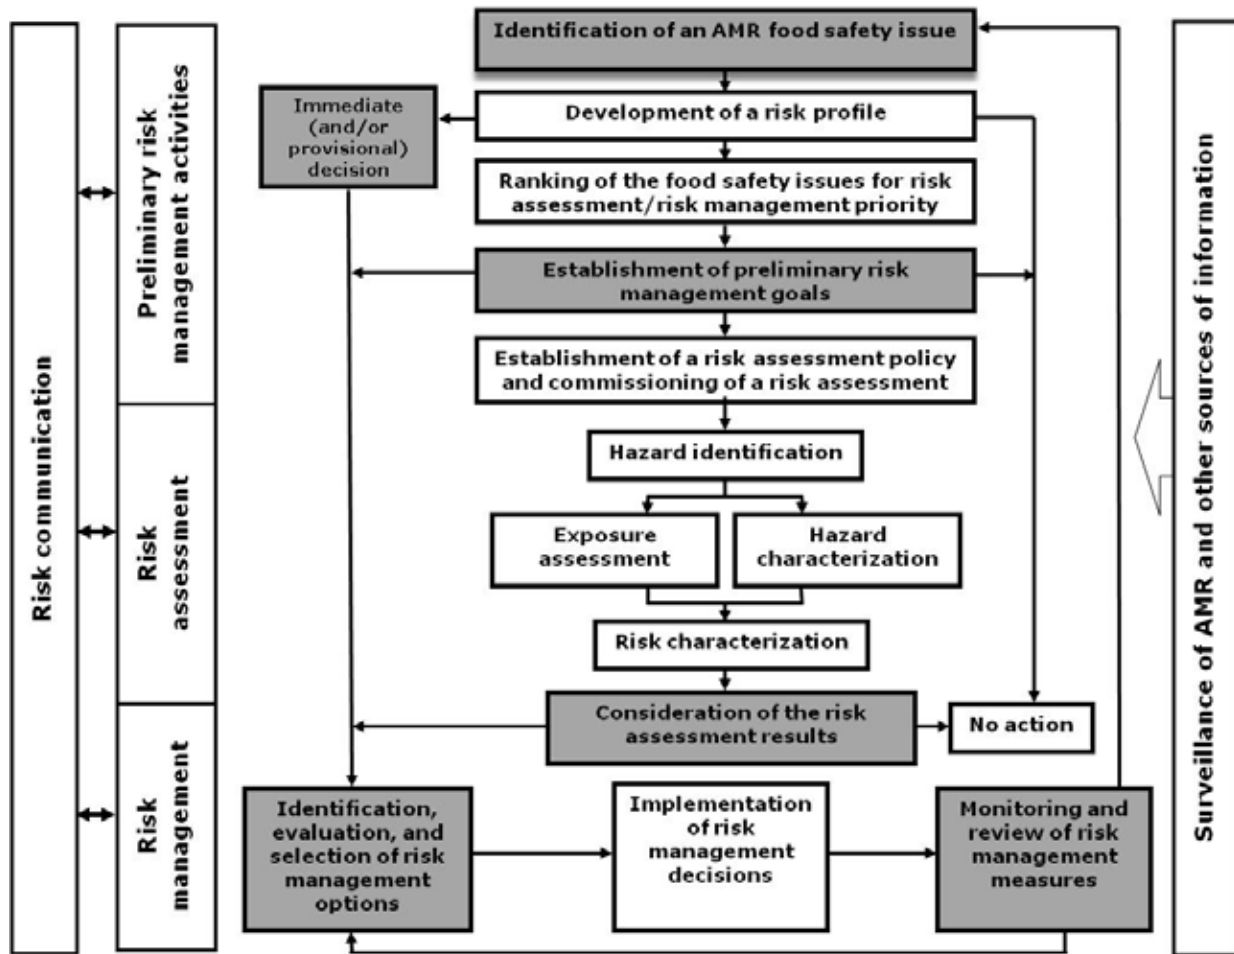 Risk communication
Preliminary risk
management activities
Risk
assessment
Risk
management
Identification of an AMR food safety issue
Immediate
(and/or
provisional)
decision
Development of a risk profile
Ranking of the food safety issues for risk
assessment/risk management priority
Establishment of preliminary risk
management goals
Establishment of a risk assessment policy
and commissioning of a risk assessment
Hazard identification
Exposure
assessment
Hazard
characterization
Risk characterization
Consideration of the risk
assessment results
No action
Identification,
evaluation, and
selection of risk
management
options
Implementation
of risk
management
decisions
Monitoring and
review of risk
management
measures
Surveillance of AMR and other sources of information